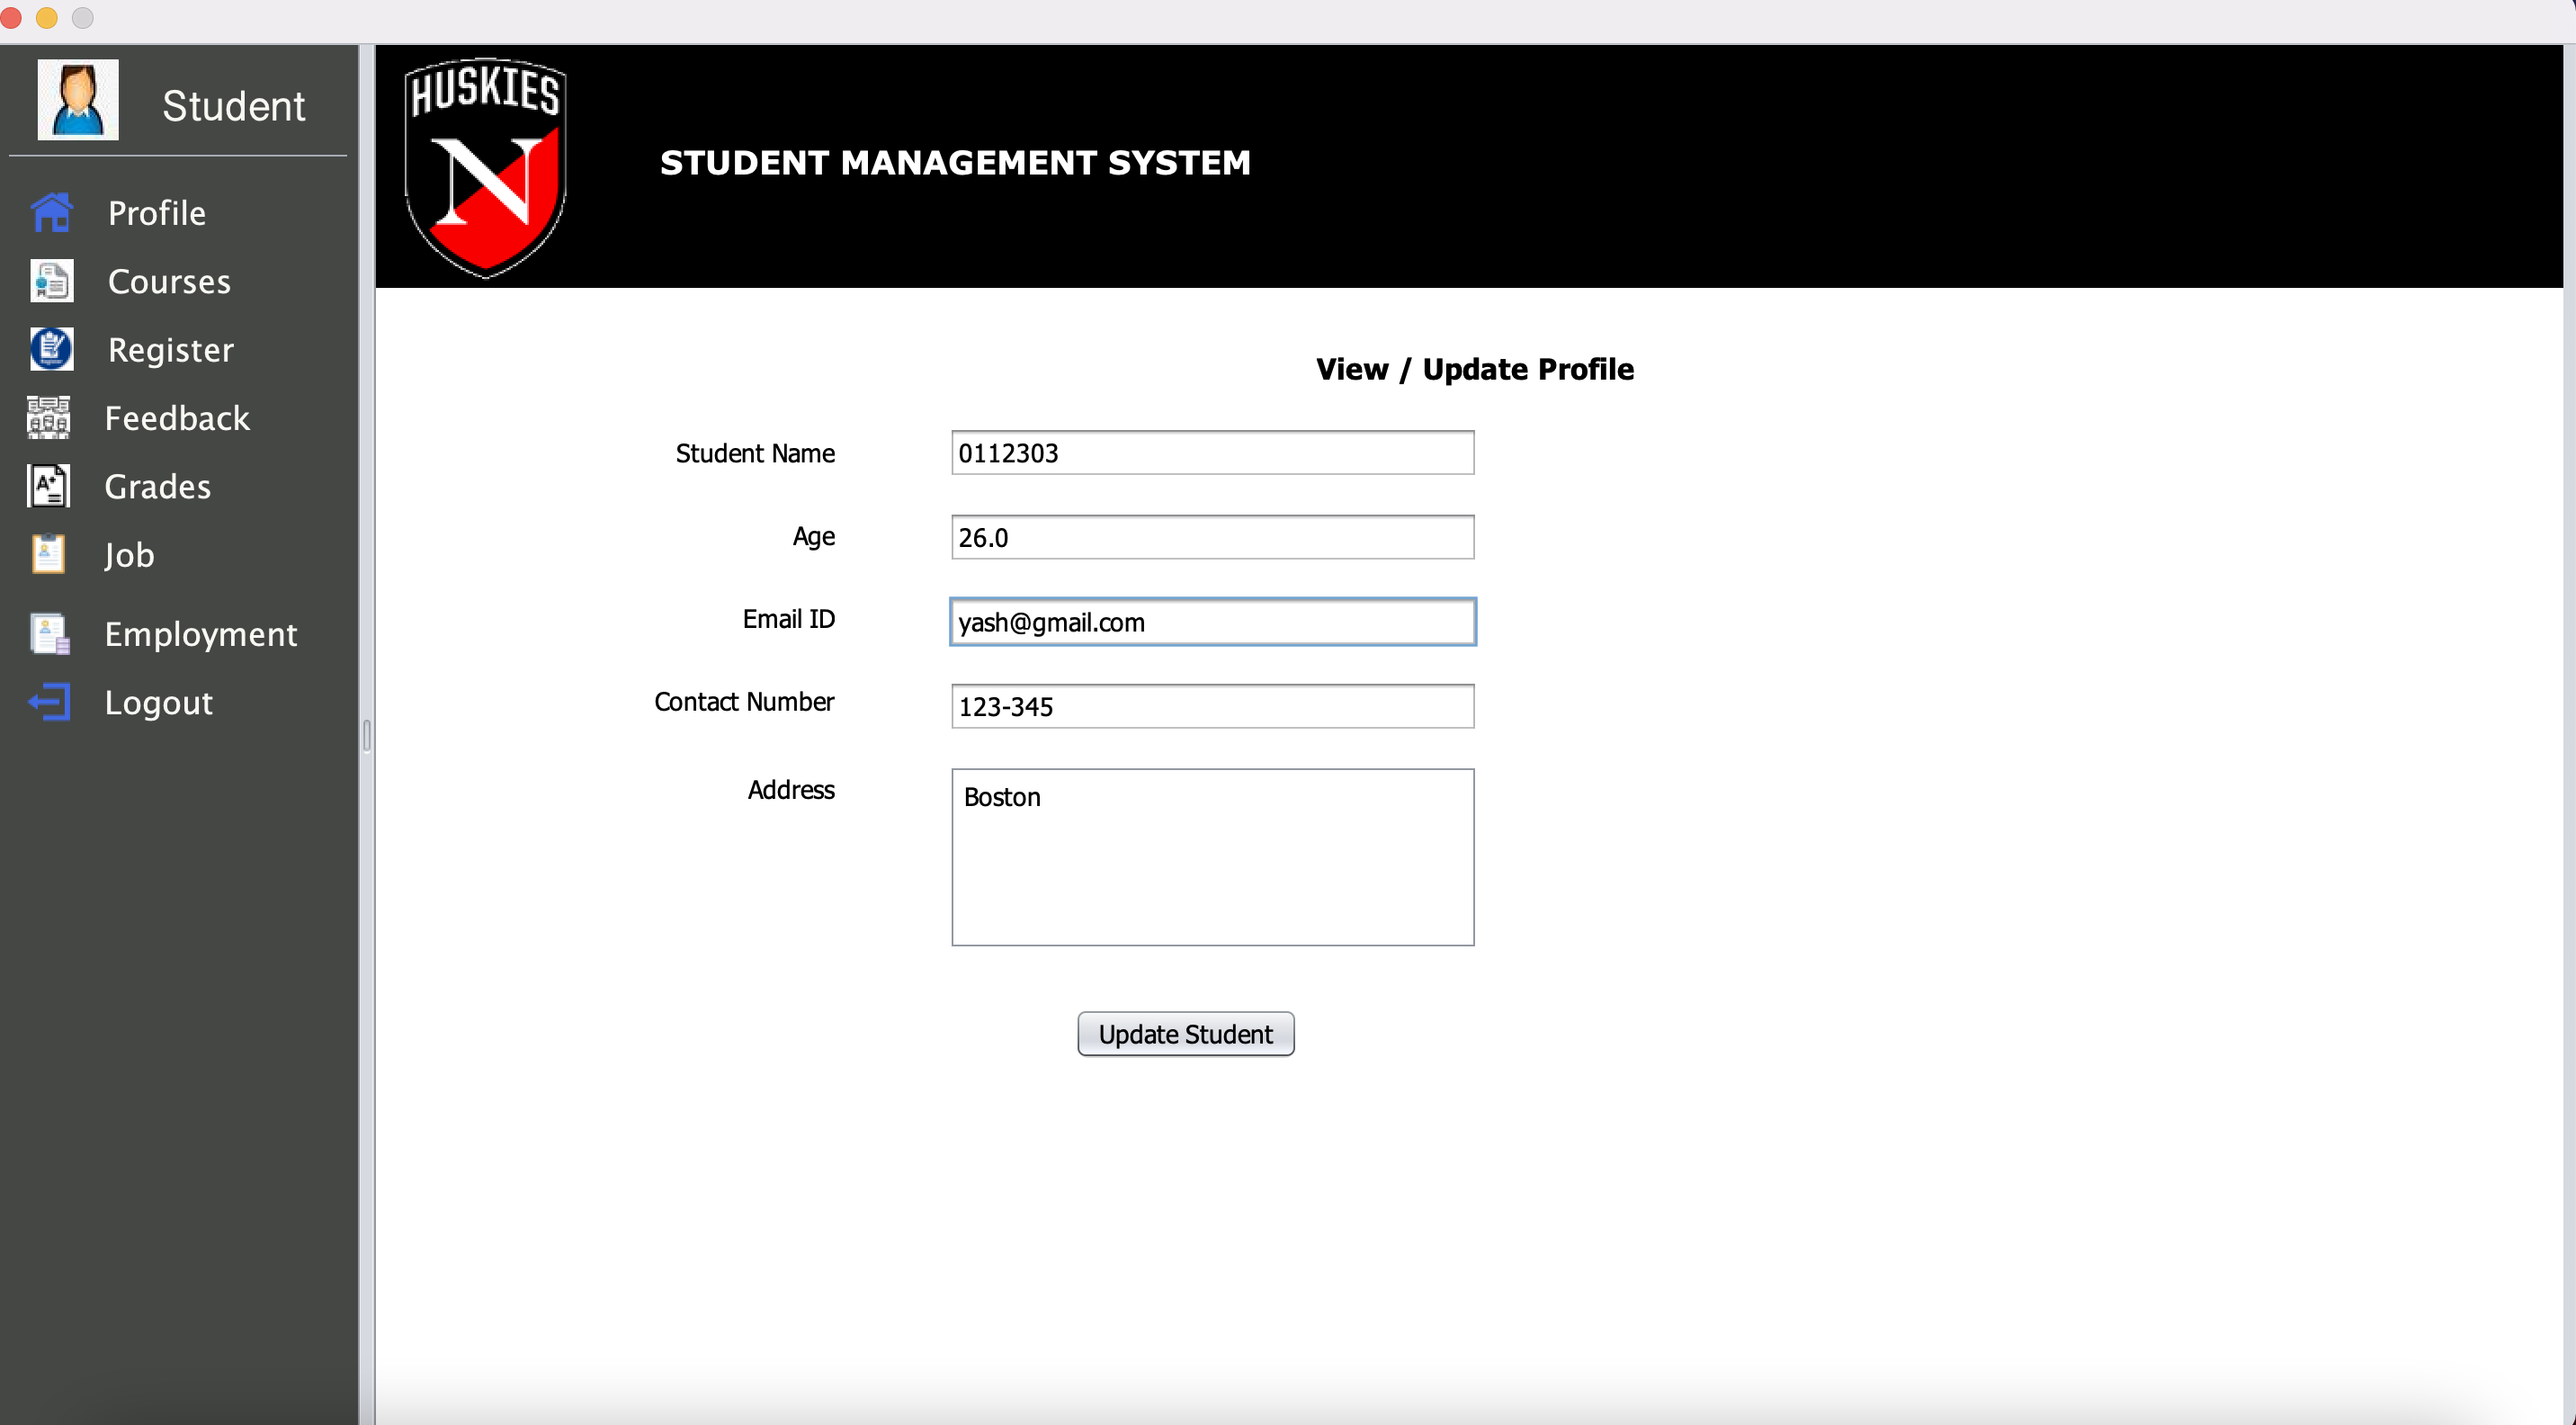 Student
Profile
Courses
Register
Feedback
Grades
Job
Employment
Logout
HUSKIES
N
STUDENT MANAGEMENT SYSTEM
View / Update Profile
Student Name 0112303
Age 26.0
Email ID yash@gmail.com
Contact Number 123-345
Address Boston
Update Student
A+